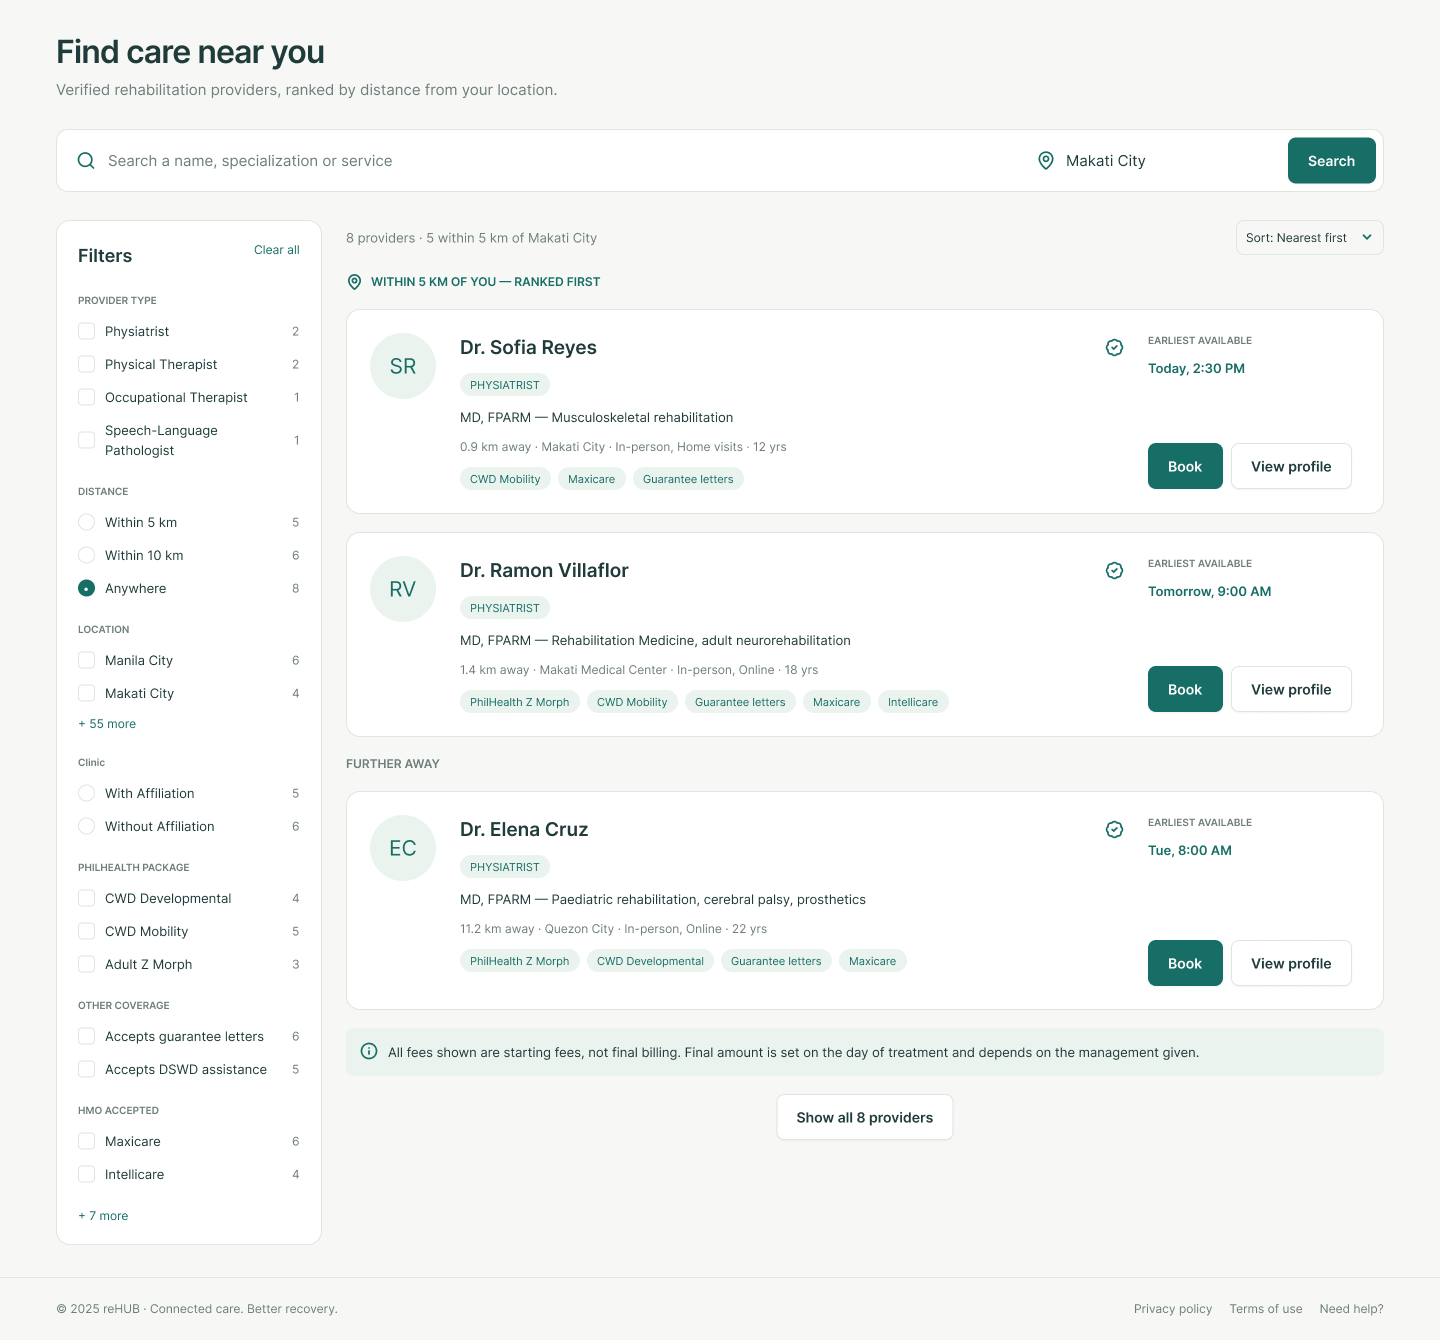 Find care near you
Verified rehabilitation providers, ranked by distance from your location.
Search a name, specialization or service
Makati City
Search
Filters
Clear all
PROVIDER TYPE
Physiatrist 2
Physical Therapist 2
Occupational Therapist 1
Speech-Language
Pathologist 1
DISTANCE
Within 5 km 5
Within 10 km 6
Anywhere 8
LOCATION
Manila City 6
Makati City 4
+ 55 more
Clinic
With Affiliation 5
Without Affiliation 6
PHILHEALTH PACKAGE
CWD Developmental 4
CWD Mobility 5
Adult Z Morph 3
OTHER COVERAGE
Accepts guarantee letters 6
Accepts DSWD assistance 5
HMO ACCEPTED
Maxicare 6
Intellicare 4
+ 7 more
8 providers · 5 within 5 km of Makati City
Sort: Nearest first
WITHIN 5 KM OF YOU — RANKED FIRST
SR
Dr. Sofia Reyes
PHYSIATRIST
MD, FPARM — Musculoskeletal rehabilitation
0.9 km away · Makati City · In-person, Home visits · 12 yrs
CWD Mobility Maxicare Guarantee letters
EARLIEST AVAILABLE
Today, 2:30 PM
Book View profile
RV
Dr. Ramon Villaflor
PHYSIATRIST
MD, FPARM — Rehabilitation Medicine, adult neurorehabilitation
1.4 km away · Makati Medical Center · In-person, Online · 18 yrs
PhilHealth Z Morph CWD Mobility Guarantee letters Maxicare Intellicare
EARLIEST AVAILABLE
Tomorrow, 9:00 AM
Book View profile
FURTHER AWAY
EC
Dr. Elena Cruz
PHYSIATRIST
MD, FPARM — Paediatric rehabilitation, cerebral palsy, prosthetics
11.2 km away · Quezon City · In-person, Online · 22 yrs
PhilHealth Z Morph CWD Developmental Guarantee letters Maxicare
EARLIEST AVAILABLE
Tue, 8:00 AM
Book View profile
All fees shown are starting fees, not final billing. Final amount is set on the day of treatment and depends on the management given.
Show all 8 providers
© 2025 reHUB · Connected care. Better recovery.
Privacy policy Terms of use Need help?